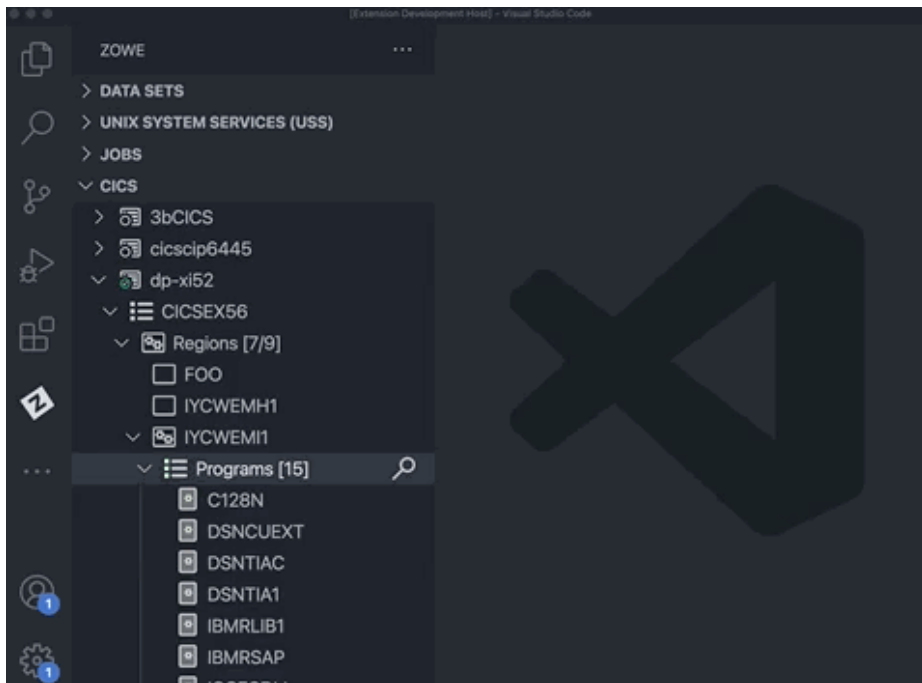 [Extension Development Host] - Visual Studio Code
ZOWE
DATA SETS
UNIX SYSTEM SERVICES (USS)
JOBS
CICS
3bCICS
cicscip6445
dp-xi52
CICSEX56
Regions [7/9]
FOO
IYCWEMH1
IYCWEMI1
Programs [15]
C128N
DSNCUEXT
DSNTIAC
DSNTIA1
IBMRLIB1
1
IBMRSAP
1